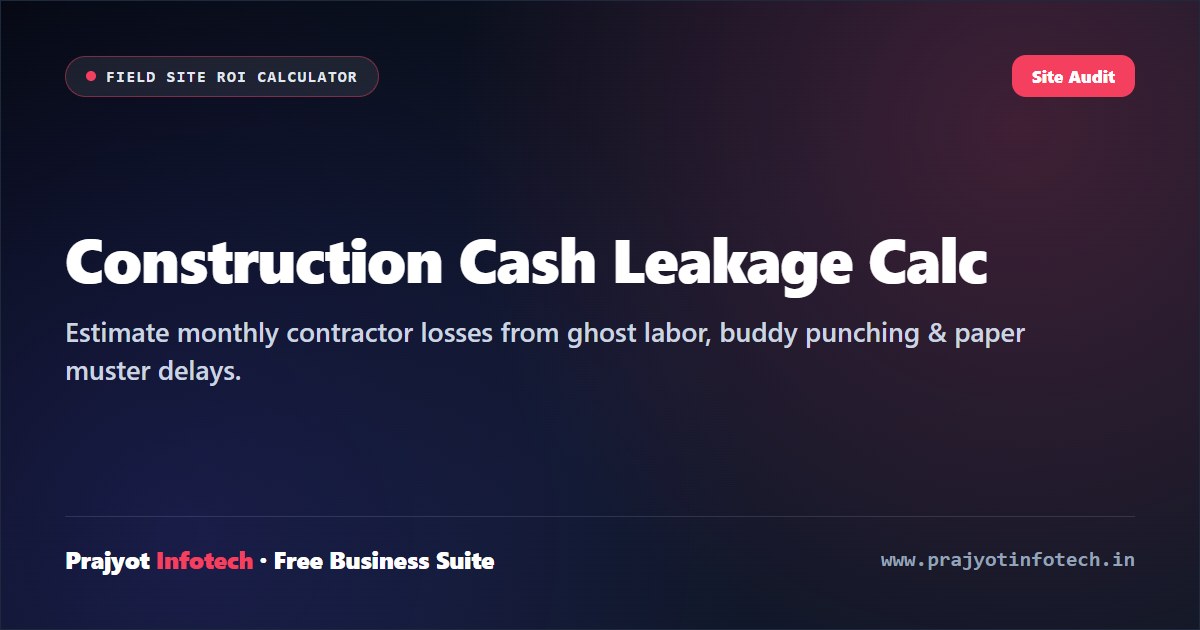 FIELD SITE ROI CALCULATOR
Site Audit
Construction Cash Leakage Calc
Estimate monthly contractor losses from ghost labor, buddy punching & paper
muster delays.
Prajyot Infotech · Free Business Suite
www.prajyotinfotech.in